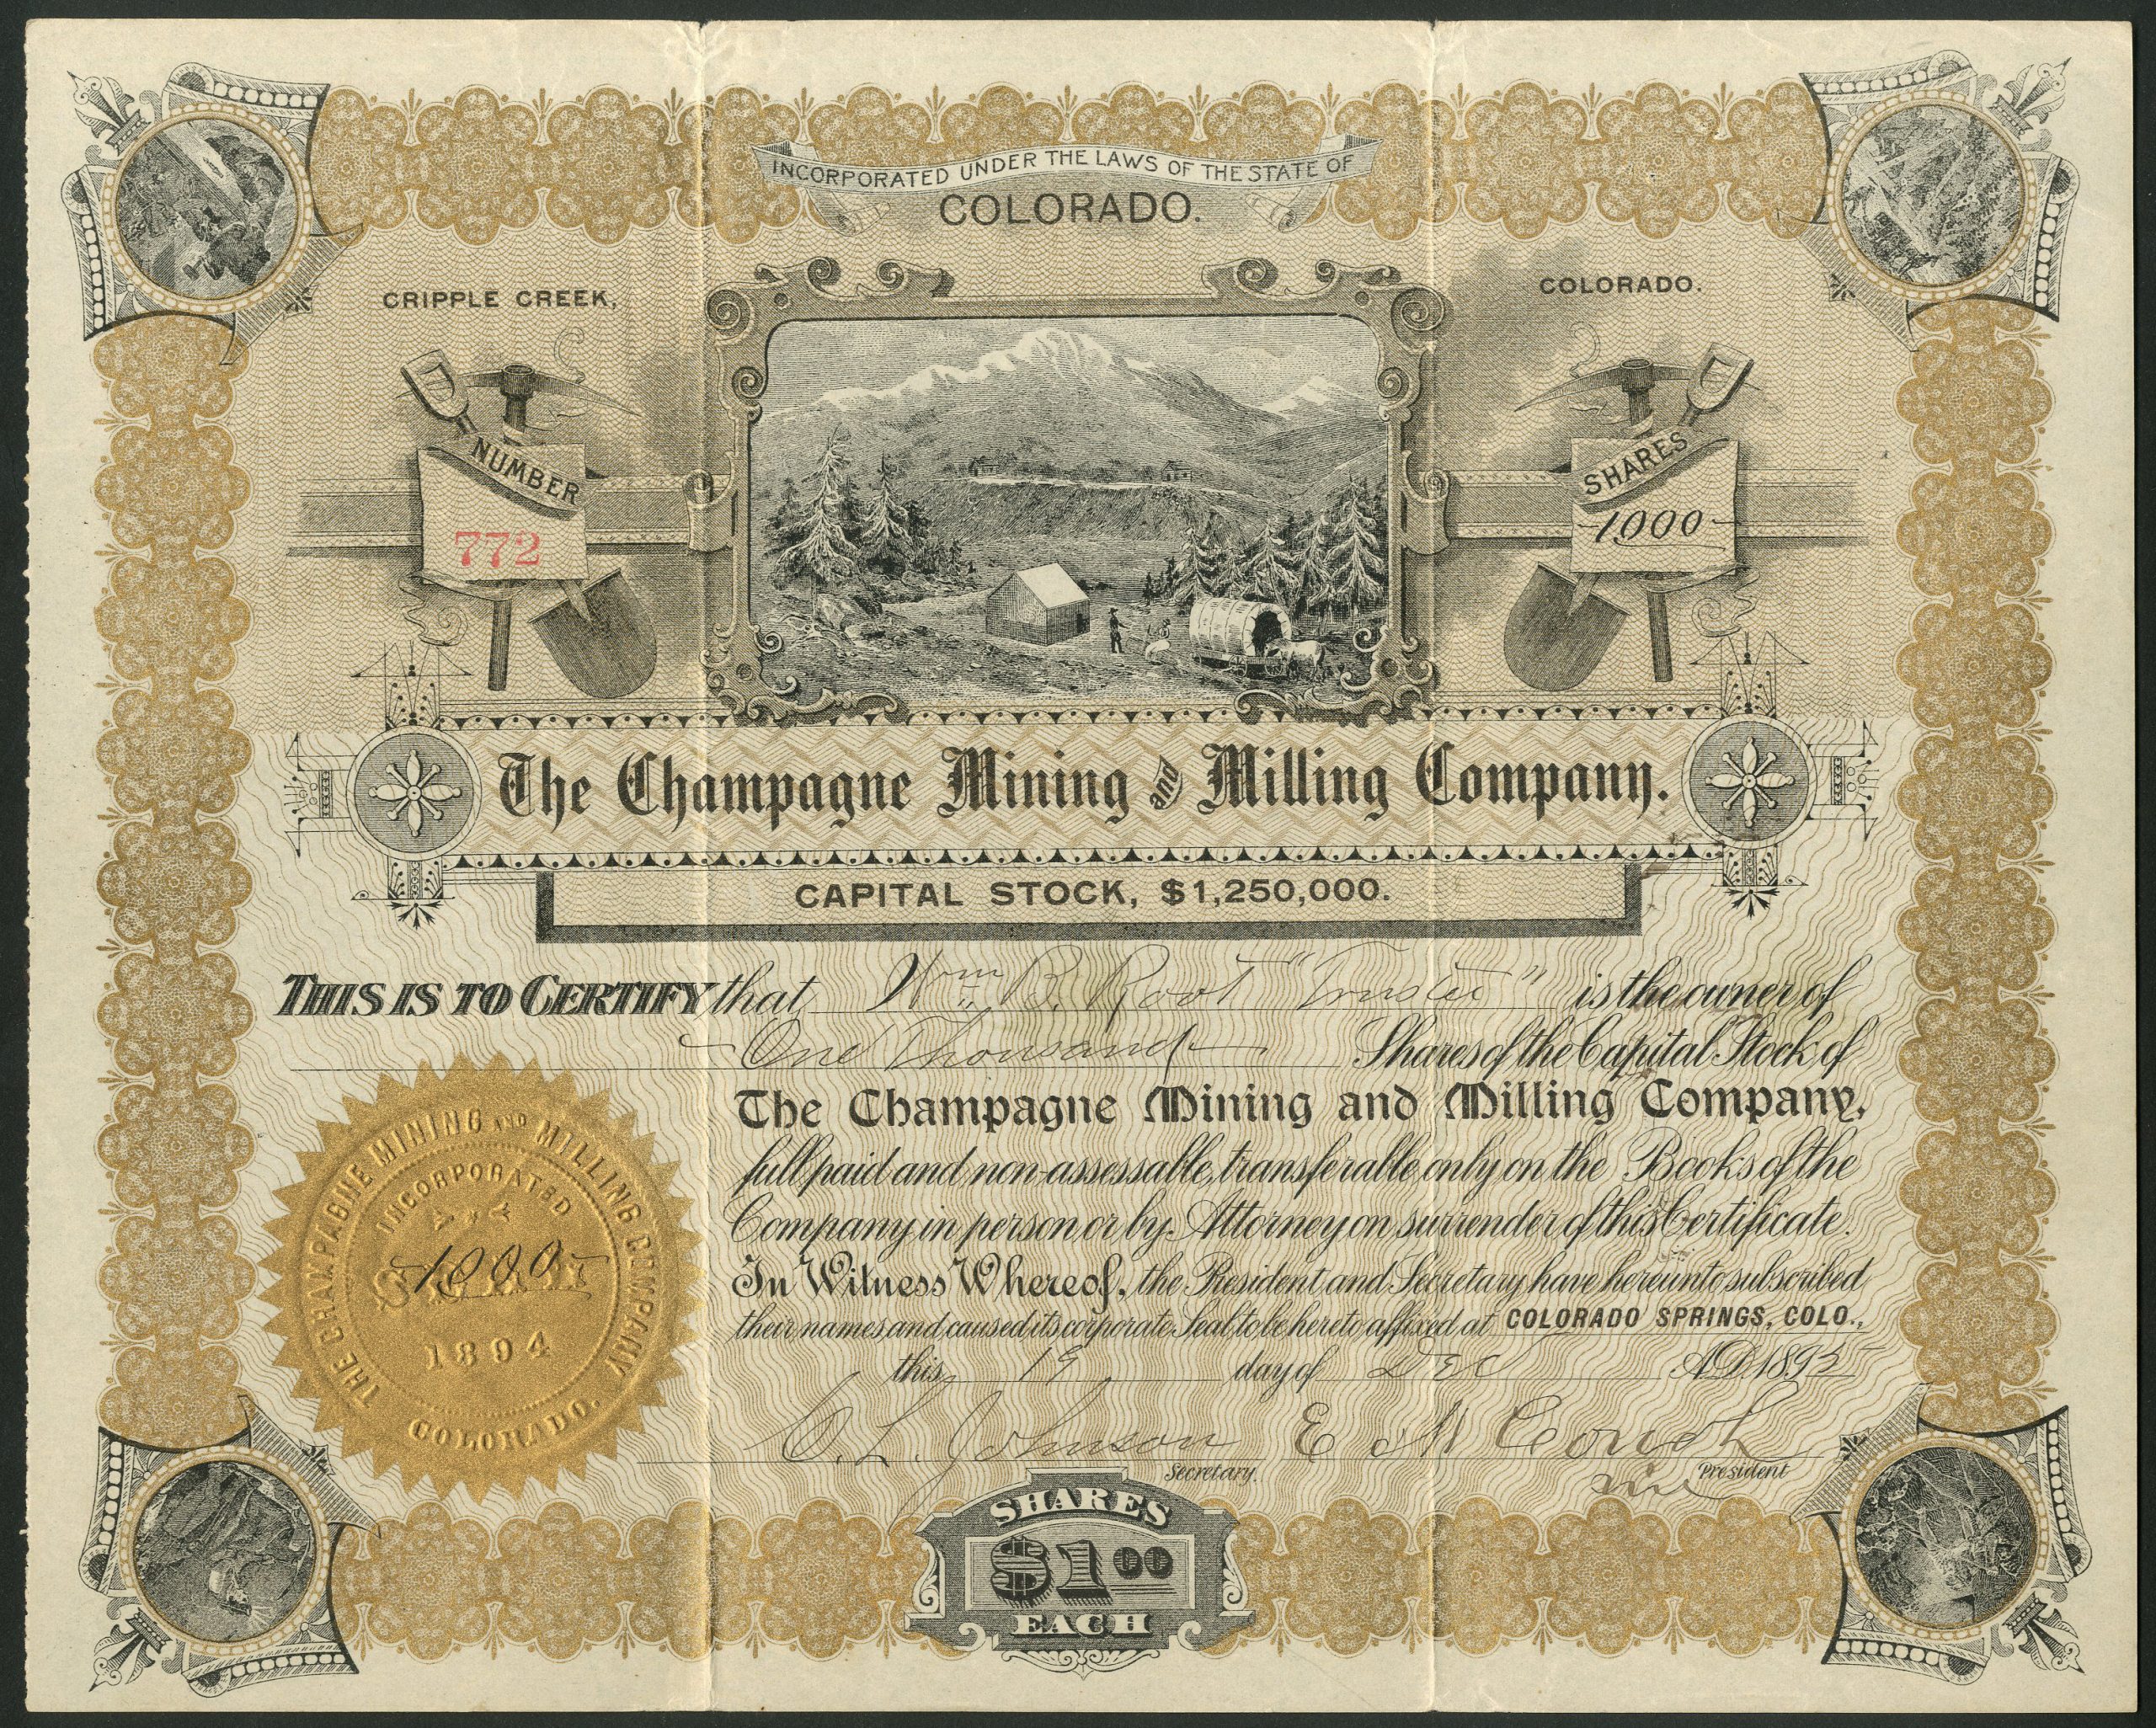 INCORPORATED UNDER THE LAWS OF THE STATE OF
COLORADO.
CRIPPLE CREEK,
COLORADO.
NUMBER
772
SHARES
1000
The Champagne Mining and Milling Company.
CAPITAL STOCK, $1,250,000.
THIS IS TO CERTIFY that Wm B. Root "Trustee" is the owner of
One Thousand Shares of the Capital Stock of
The Champagne Mining and Milling Company,
full paid and non-assessable, transferable only on the Books of the
Company in person or by Attorney on surrender of this Certificate.
In Witness Whereof, the President and Secretary have hereunto subscribed
their names and caused its corporate Seal to be hereto affixed at COLORADO SPRINGS, COLO.,
this 19 day of Dec A.D. 1895
O. L. Johnson Secretary.
E M President
THE CHAMPAGNE MINING AND MILLING COMPANY
INCORPORATED
1000
1894
COLORADO.
SHARES
$1 00
EACH